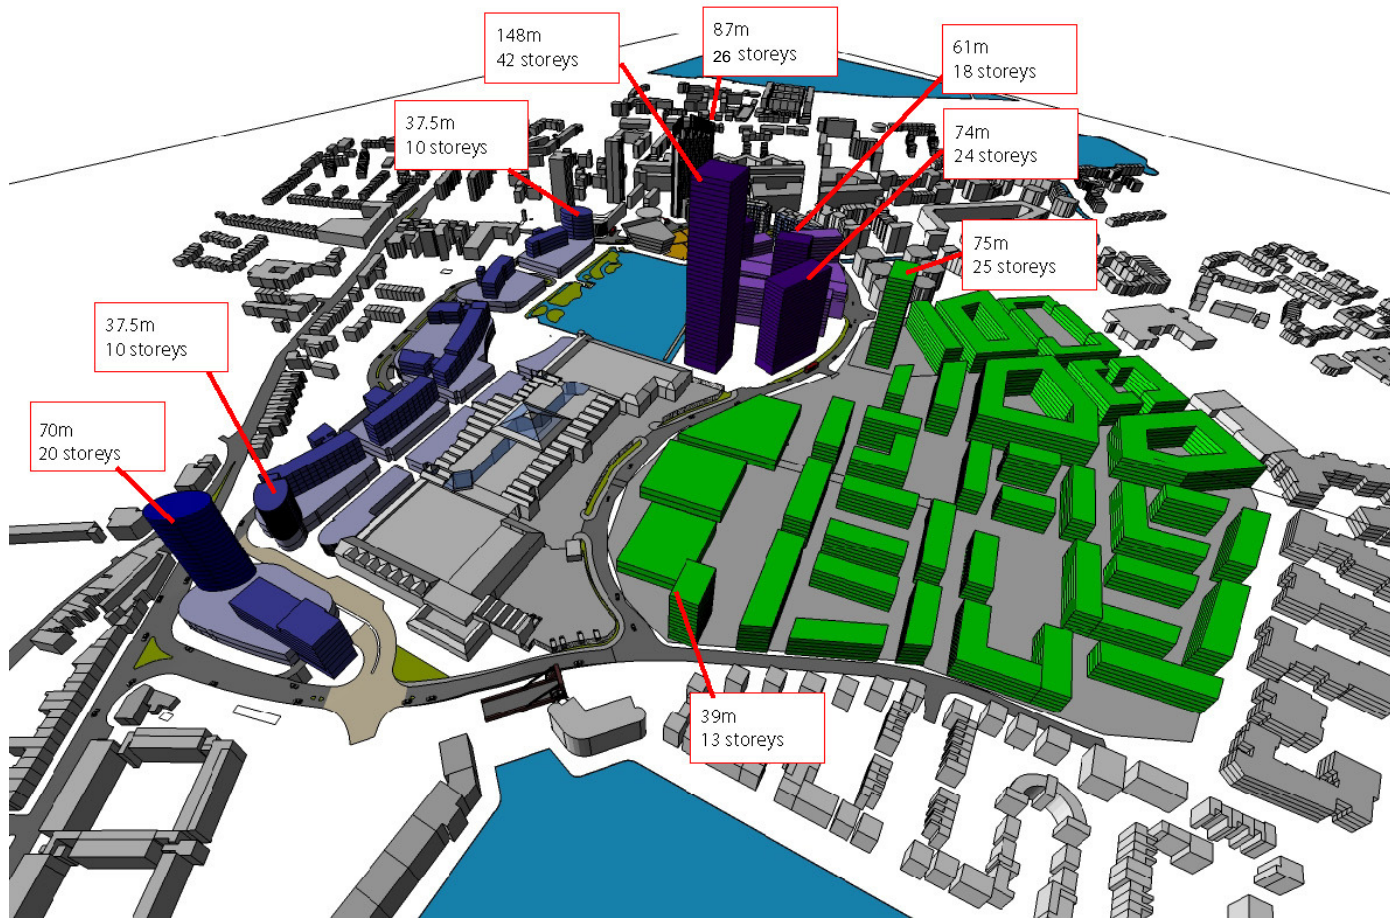 148m
42 storeys
87m
26 storeys
61m
18 storeys
37.5m
10 storeys
74m
24 storeys
75m
25 storeys
37.5m
10 storeys
70m
20 storeys
39m
13 storeys